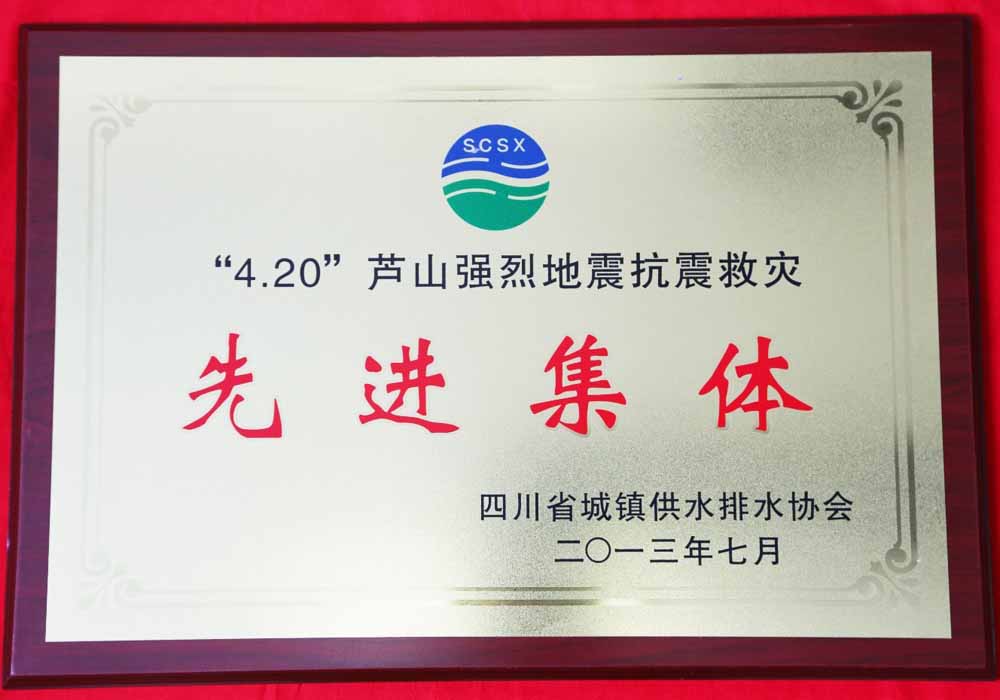 SCSX
“4.20”芦山强烈地震抗震救灾
先进集体
四川省城镇供水排水协会
二〇一三年七月